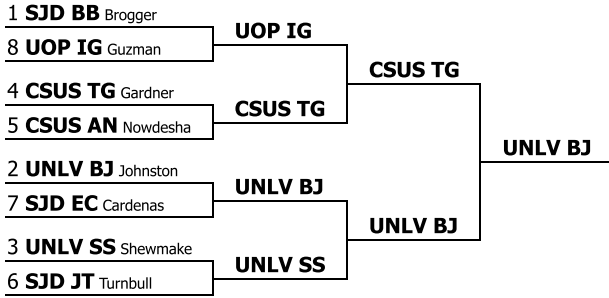 1 SJD BB Brogger
8 UOP IG Guzman
UOP IG
4 CSUS TG Gardner
5 CSUS AN Nowdesha
CSUS TG
CSUS TG
2 UNLV BJ Johnston
7 SJD EC Cardenas
UNLV BJ
3 UNLV SS Shewmake
6 SJD JT Turnbull
UNLV SS
UNLV BJ
UNLV BJ